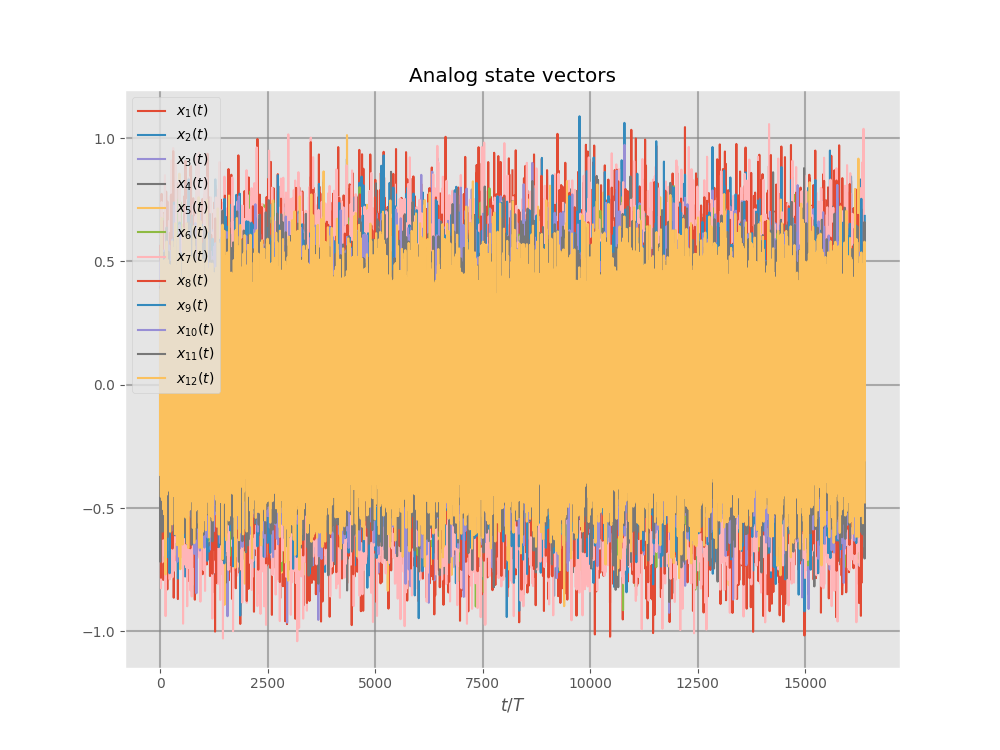 Analog state vectors
x₁(t)
x₂(t)
x₃(t)
x₄(t)
x₅(t)
x₆(t)
x₇(t)
x₈(t)
x₉(t)
x₁₀(t)
x₁₁(t)
x₁₂(t)
1.0
0.5
0.0
−0.5
−1.0
0 2500 5000 7500 10000 12500 15000
t/T